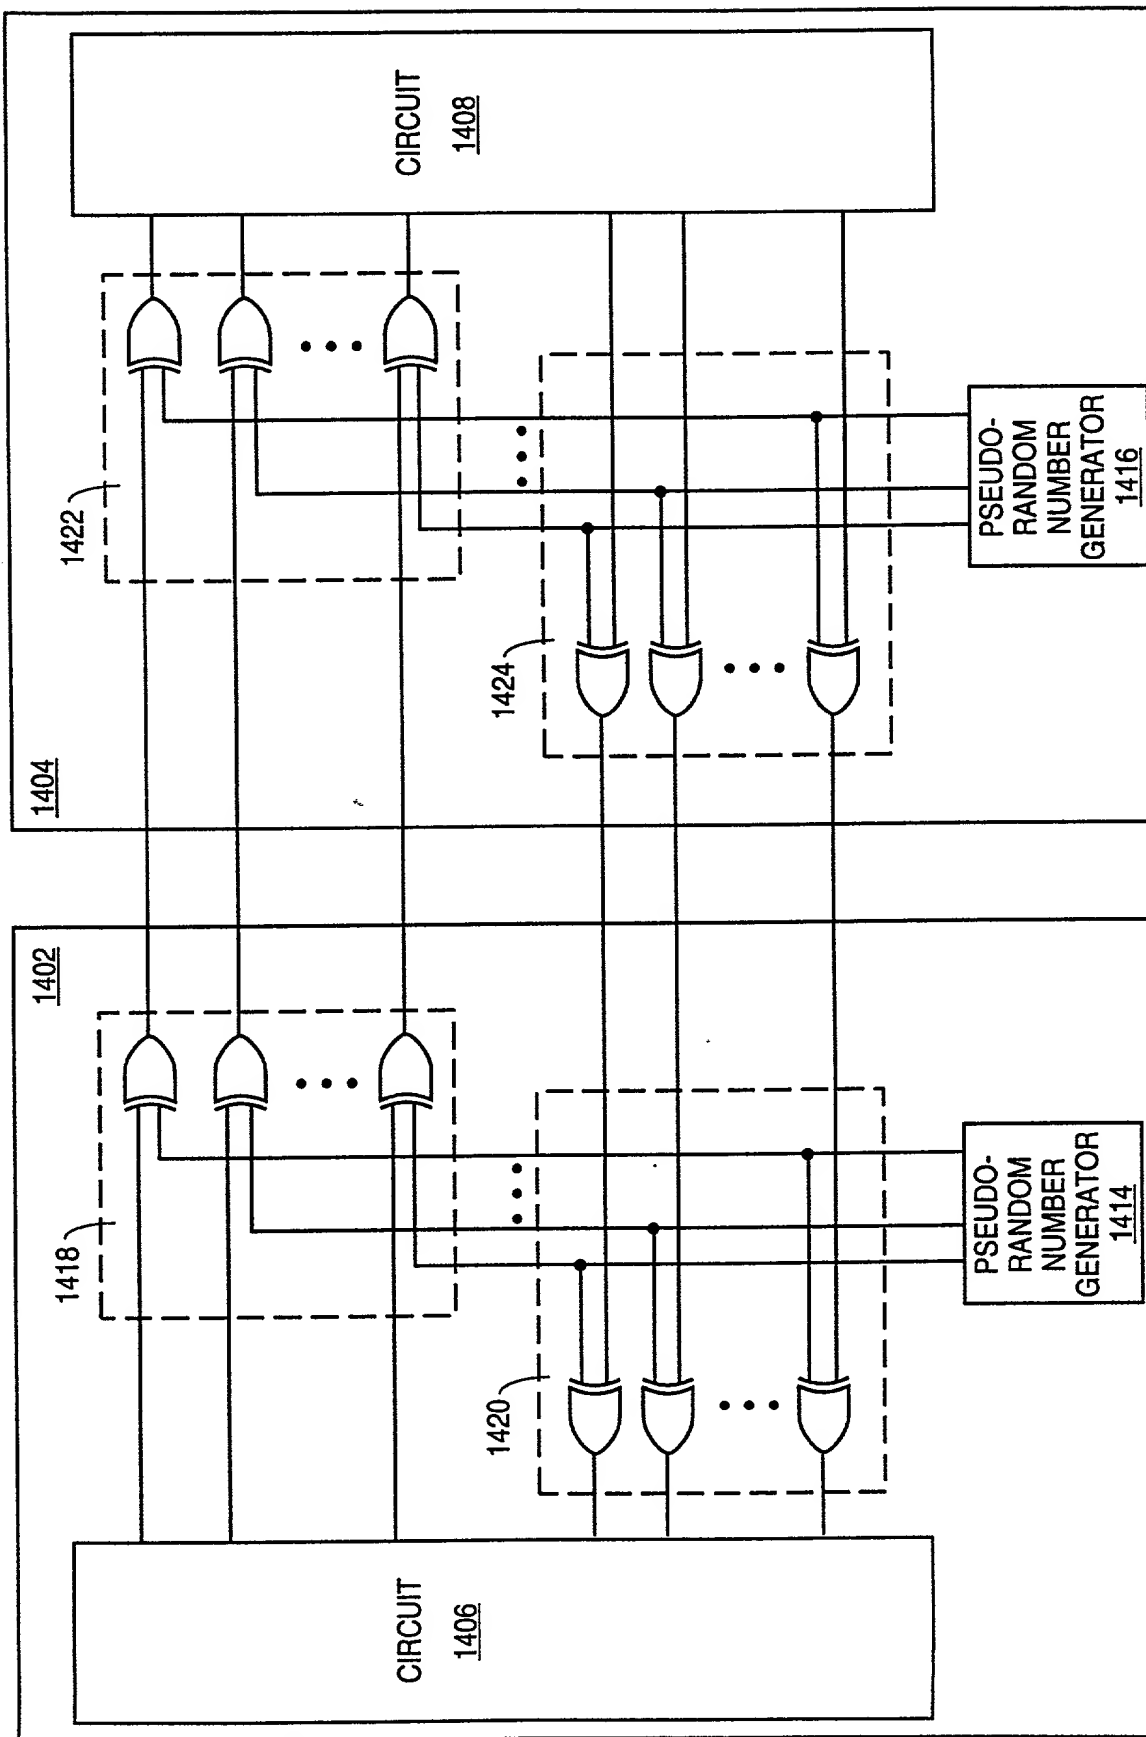 1404
1422
1424
CIRCUIT
1408
PSEUDO-
RANDOM
NUMBER
GENERATOR
1416
1402
1418
1420
CIRCUIT
1406
PSEUDO-
RANDOM
NUMBER
GENERATOR
1414